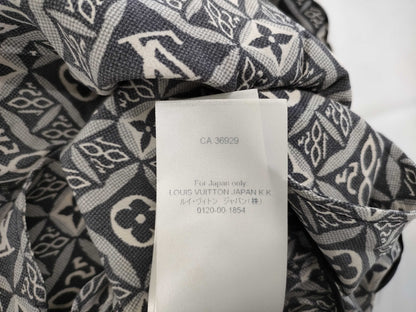 CA 36929
For Japan only:
LOUIS VUITTON JAPAN K.K
ルイ・ヴィトン ジャパン(株)
0120-00-1854